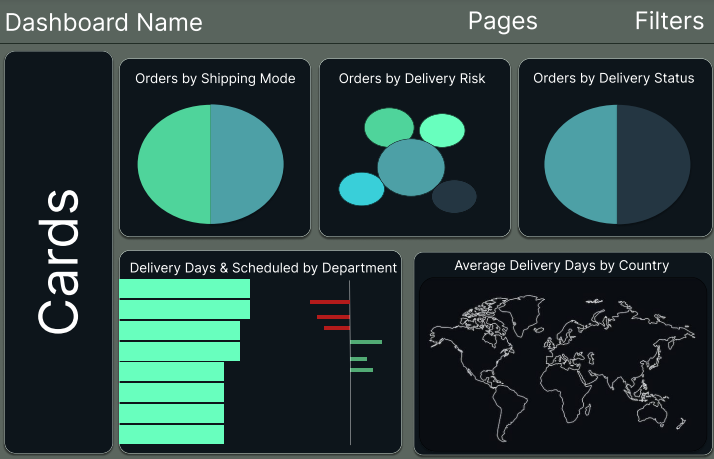 Dashboard Name
Pages
Filters
Cards
Orders by Shipping Mode
Orders by Delivery Risk
Orders by Delivery Status
Delivery Days & Scheduled by Department
Average Delivery Days by Country